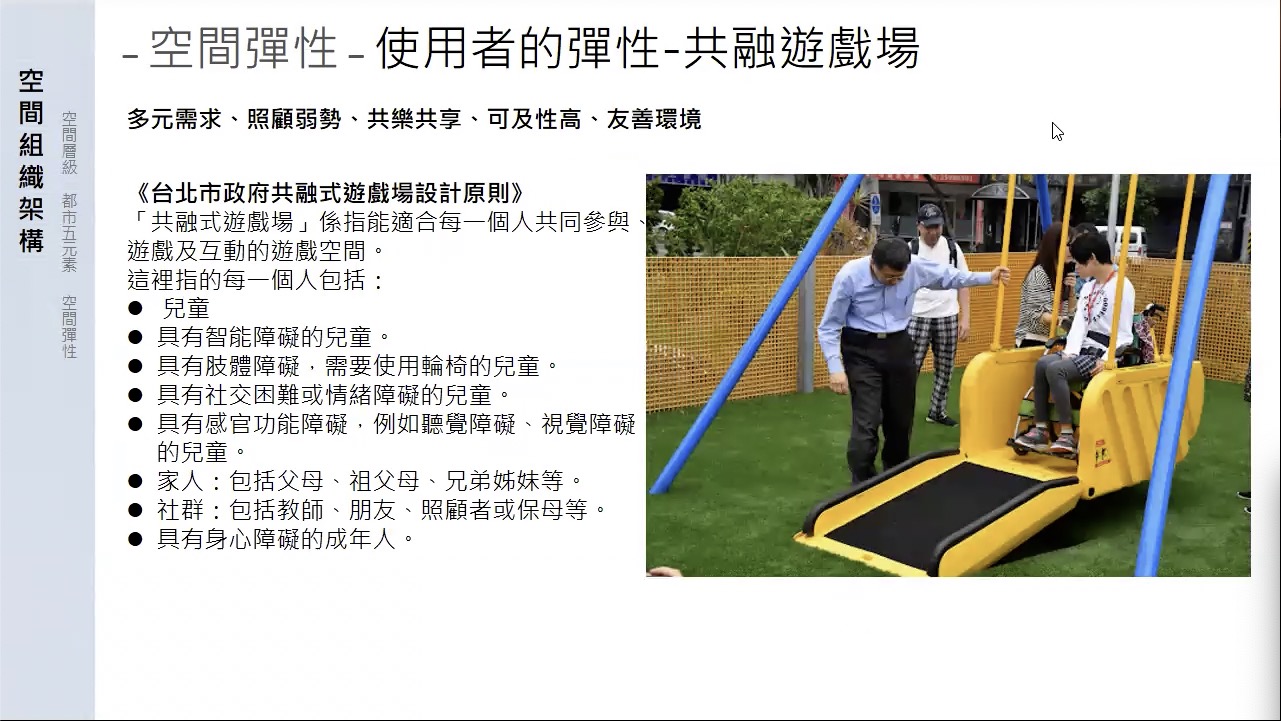 －空間彈性－使用者的彈性-共融遊戲場
空間組織架構
空間層級 都市五元素 空間彈性
多元需求、照顧弱勢、共樂共享、可及性高、友善環境
《台北市政府共融式遊戲場設計原則》
「共融式遊戲場」係指能適合每一個人共同參與、
遊戲及互動的遊戲空間。
這裡指的每一個人包括：
● 兒童
● 具有智能障礙的兒童。
● 具有肢體障礙，需要使用輪椅的兒童。
● 具有社交困難或情緒障礙的兒童。
● 具有感官功能障礙，例如聽覺障礙、視覺障礙
的兒童。
● 家人：包括父母、祖父母、兄弟姊妹等。
● 社群：包括教師、朋友、照顧者或保母等。
● 具有身心障礙的成年人。